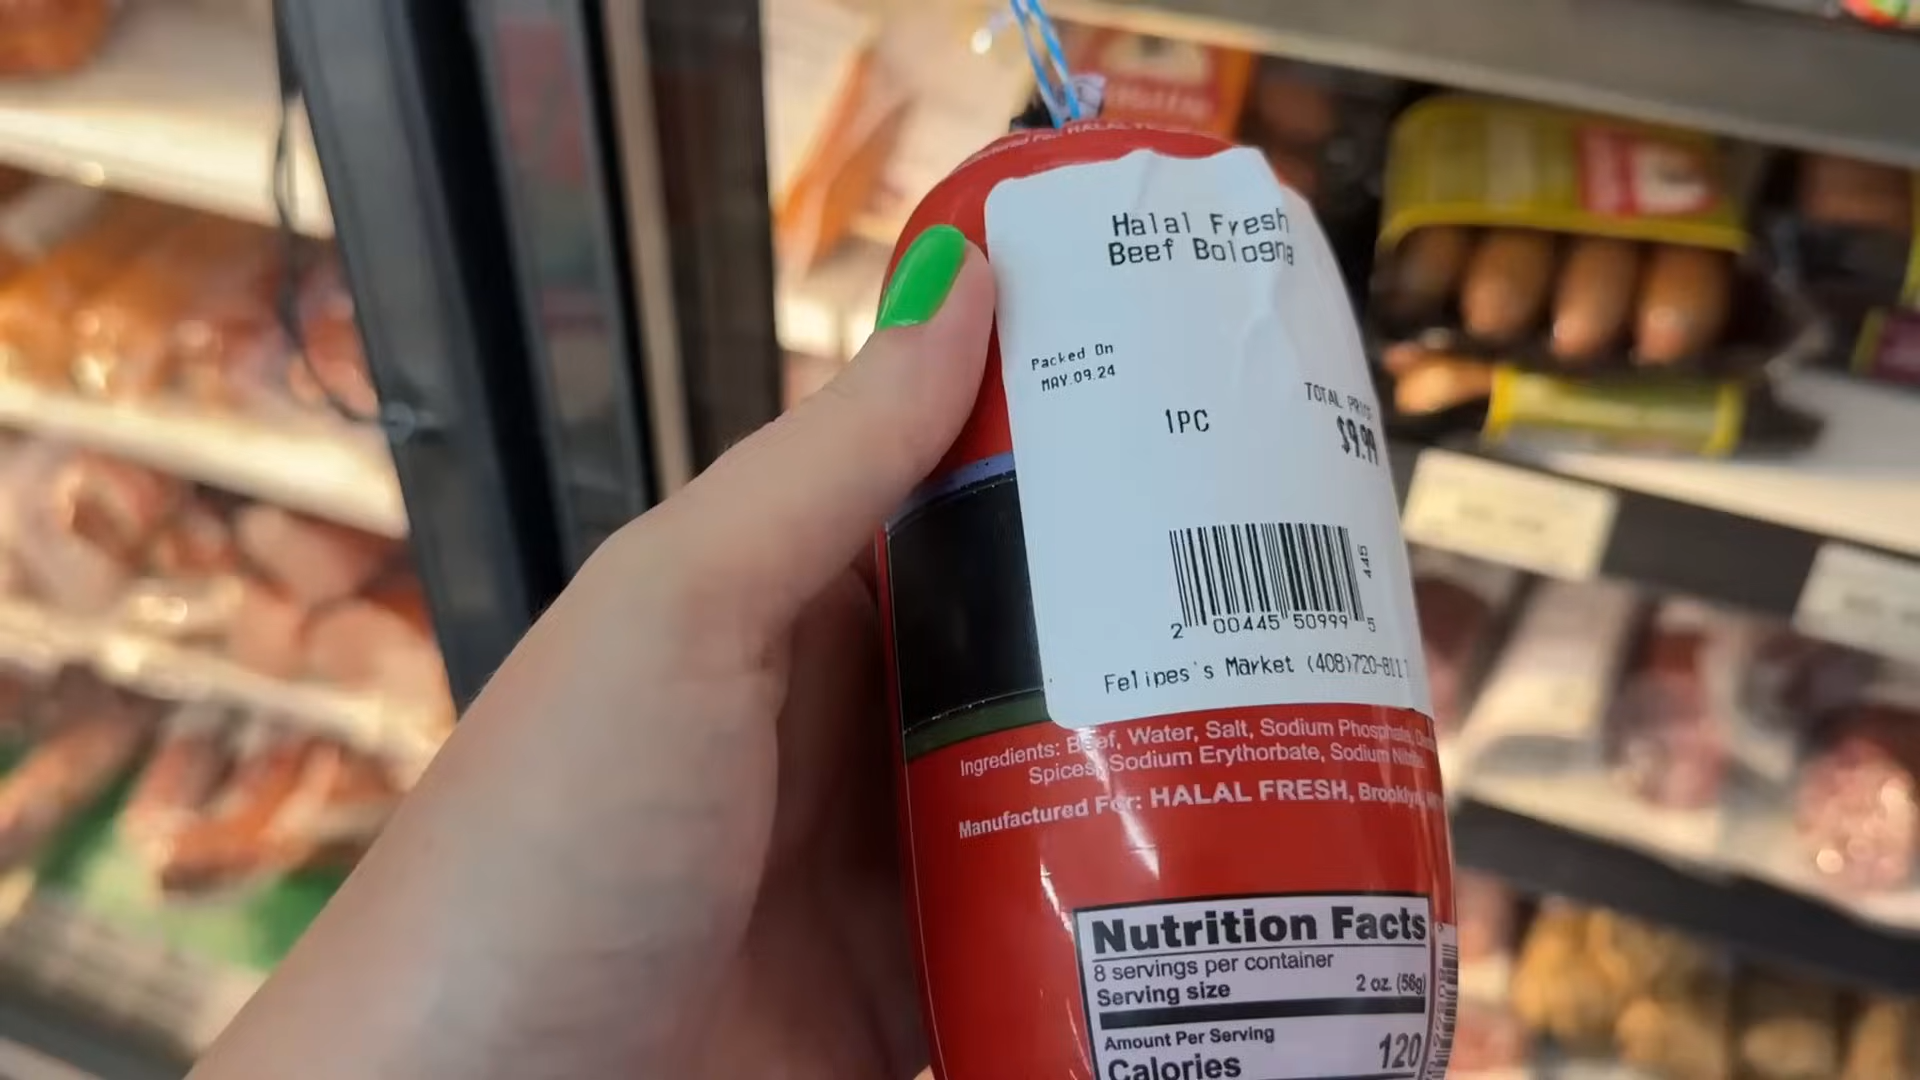 Halal Fresh
Beef Bologna
Packed On
MAY.09.24
1PC
TOTAL PRICE
$9.99
445
2 00445 50999 5
Felipes's Market (408)720-811
Ingredients: Beef, Water, Salt, Sodium Phosphate,
Spices, Sodium Erythorbate, Sodium
Manufactured For: HALAL FRESH, Brooklyn,
Nutrition Facts
8 servings per container
Serving size 2 oz. (56g)
Amount Per Serving
Calories 120